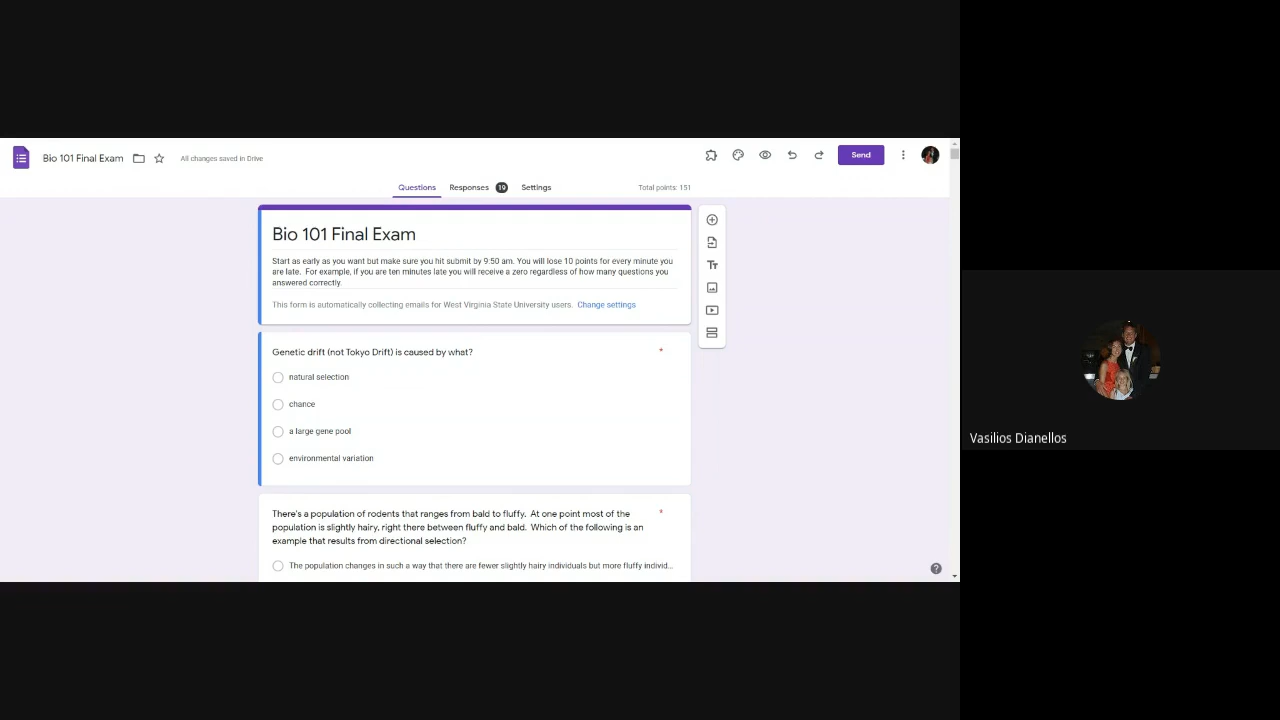 Bio 101 Final Exam
All changes saved in Drive
Send
Questions
Responses 19
Settings
Total points: 151
Bio 101 Final Exam
Start as early as you want but make sure you hit submit by 9:50 am. You will lose 10 points for every minute you
are late. For example, if you are ten minutes late you will receive a zero regardless of how many questions you
answered correctly.
This form is automatically collecting emails for West Virginia State University users. Change settings
Genetic drift (not Tokyo Drift) is caused by what? *
natural selection
chance
a large gene pool
environmental variation
There's a population of rodents that ranges from bald to fluffy. At one point most of the *
population is slightly hairy, right there between fluffy and bald. Which of the following is an
example that results from directional selection?
The population changes in such a way that there are fewer slightly hairy individuals but more fluffy individ...
Vasilios Dianellos